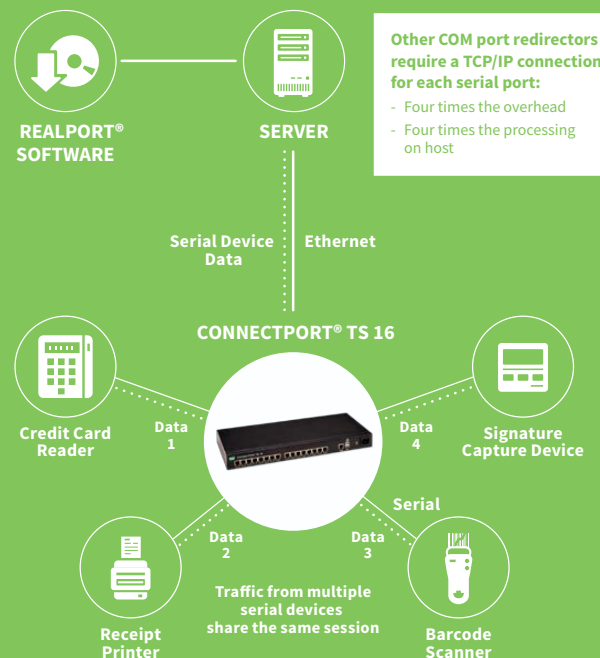 Other COM port redirectors
require a TCP/IP connection
for each serial port:
- Four times the overhead
- Four times the processing
on host
REALPORT®
SOFTWARE
SERVER
Serial Device
Data
Ethernet
CONNECTPORT® TS 16
Credit Card
Reader
Data
1
Data
4
Signature
Capture Device
Serial
Data
2
Data
3
Traffic from multiple
serial devices
share the same session
Receipt
Printer
Barcode
Scanner